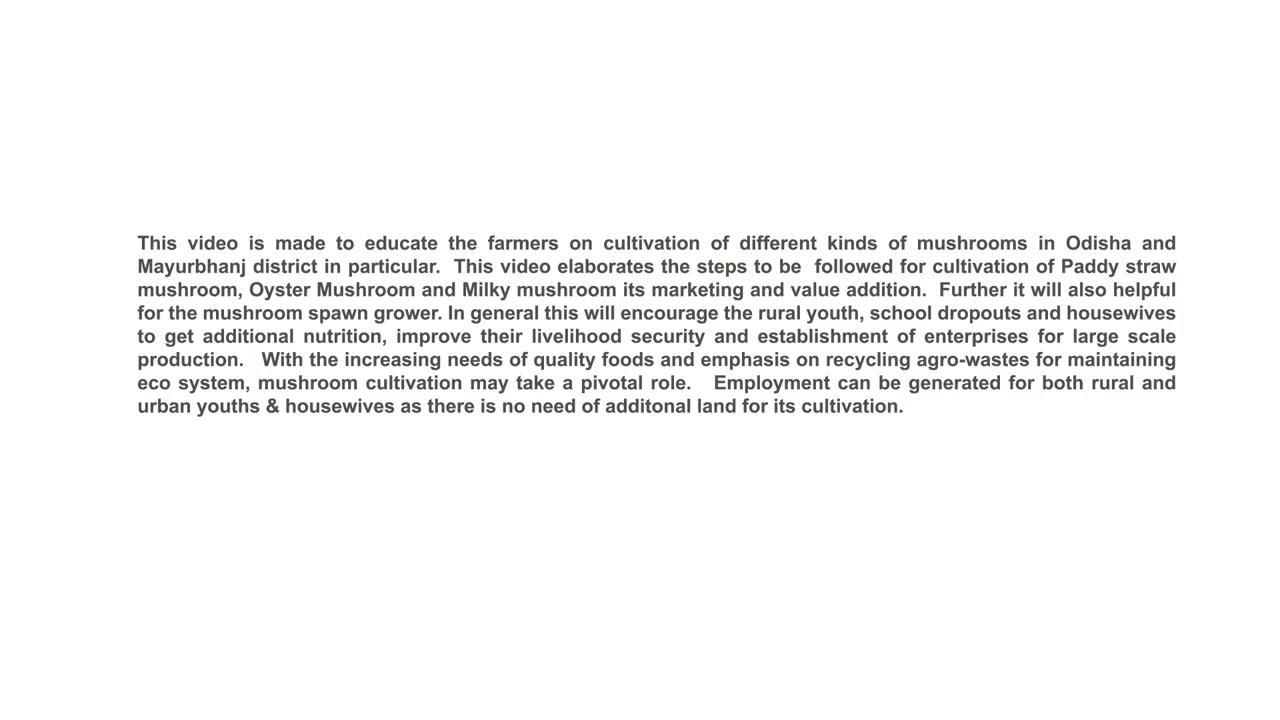 This video is made to educate the farmers on cultivation of different kinds of mushrooms in Odisha and
Mayurbhanj district in particular.  This video elaborates the steps to be  followed for cultivation of Paddy straw
mushroom, Oyster Mushroom and Milky mushroom its marketing and value addition.  Further it will also helpful
for the mushroom spawn grower. In general this will encourage the rural youth, school dropouts and housewives
to get additional nutrition, improve their livelihood security and establishment of enterprises for large scale
production.   With the increasing needs of quality foods and emphasis on recycling agro-wastes for maintaining
eco system, mushroom cultivation may take a pivotal role.   Employment can be generated for both rural and
urban youths & housewives as there is no need of additonal land for its cultivation.